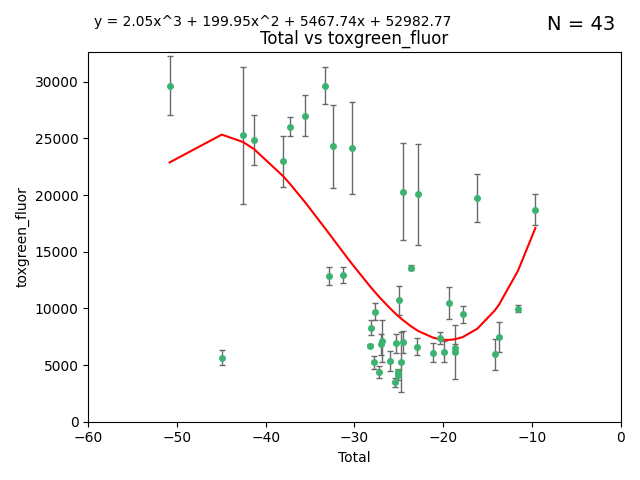 y = 2.05x^3 + 199.95x^2 + 5467.74x + 52982.77
N = 43
Total vs toxgreen_fluor
toxgreen_fluor
30000
25000
20000
15000
10000
5000
0
−60
−50
−40
−30
−20
−10
0
Total